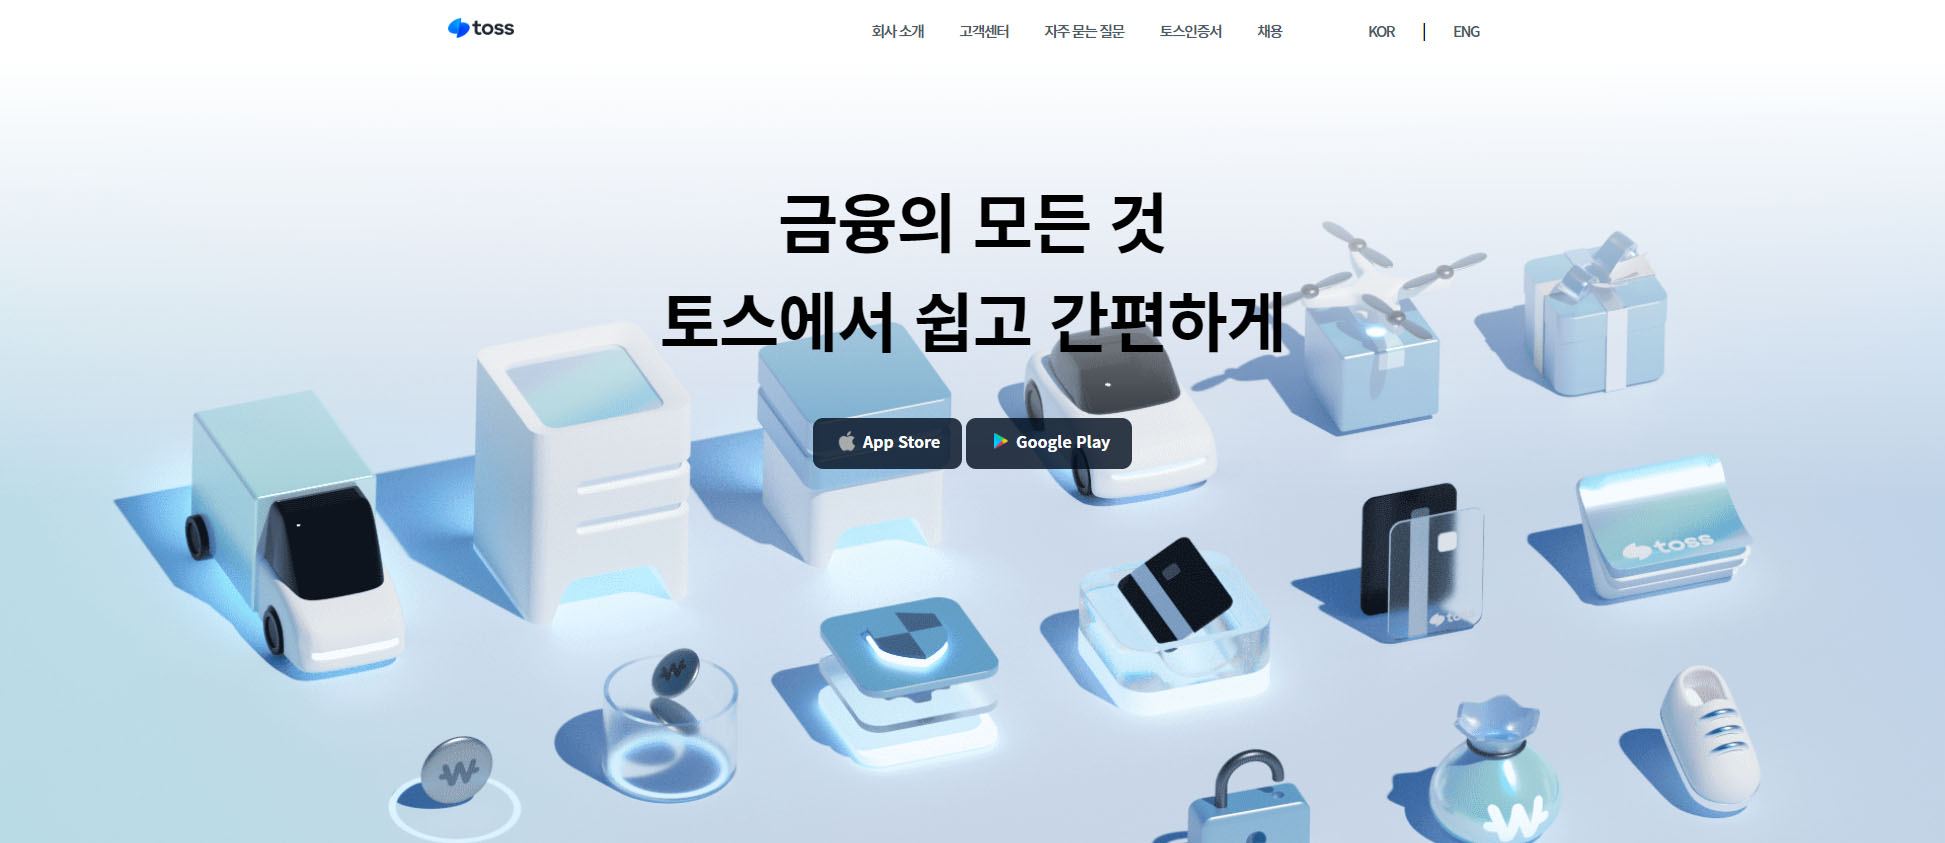 toss
회사 소개
고객센터
자주 묻는 질문
토스인증서
채용
KOR
ENG
금융의 모든 것
토스에서 쉽고 간편하게
App Store
Google Play
toss
toss